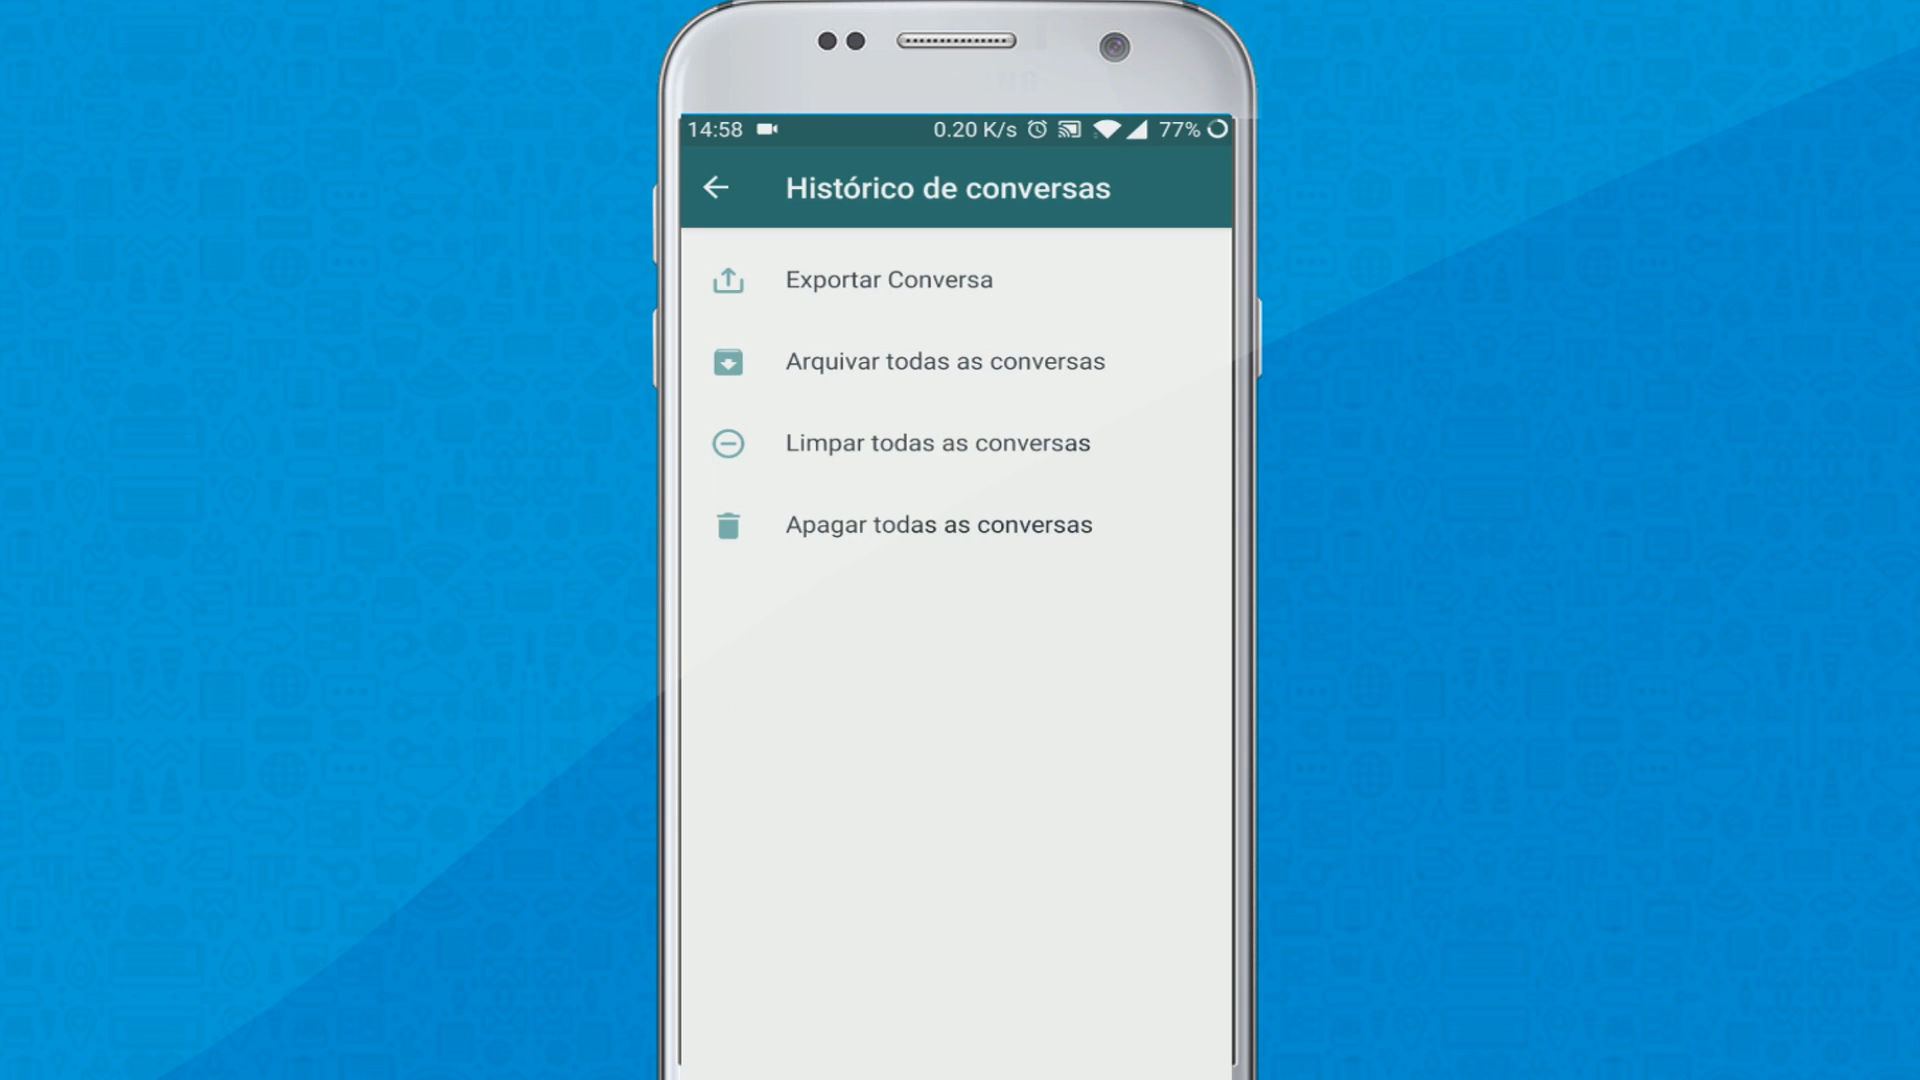 14:58 0.20 K/s 77%
Histórico de conversas
Exportar Conversa
Arquivar todas as conversas
Limpar todas as conversas
Apagar todas as conversas